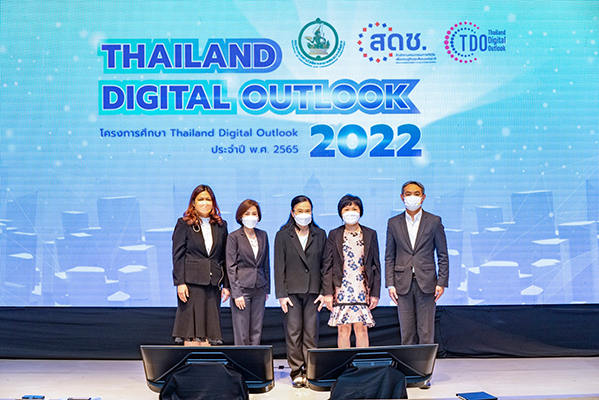 THAILAND
DIGITAL OUTLOOK
โครงการศึกษา Thailand Digital Outlook
ประจำปี พ.ศ. 2565
2022
สดช.
TDO
Thailand
Digital
Outlook